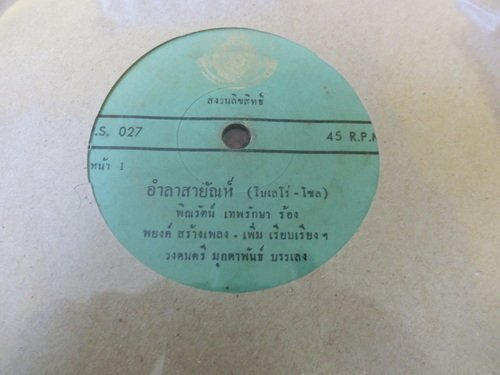 สงวนลิขสิทธิ์
.S. 027 45 R.P.M
หน้า 1
อำลาสายัณห์ (โบเลโร่ - โซล)
พิณรัตน์ เทพรักษา ร้อง
พยงค์ สร้างเพลง - เพิ่ม เรียบเรียงฯ
วงดนตรี มุกดาพันธ์ บรรเลง